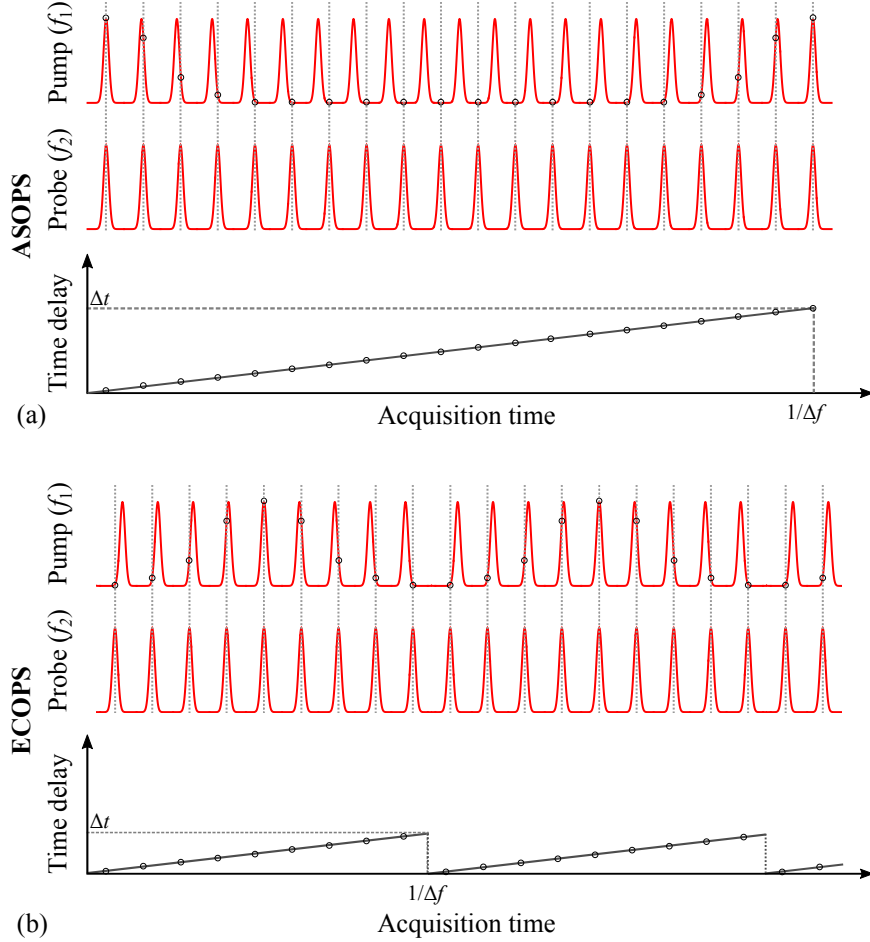 Pump (f₁)
Probe (f₂)
ASOPS
Time delay
Δt
1/Δf
(a)
Acquisition time
Pump (f₁)
Probe (f₂)
ECOPS
Time delay
Δt
1/Δf
(b)
Acquisition time